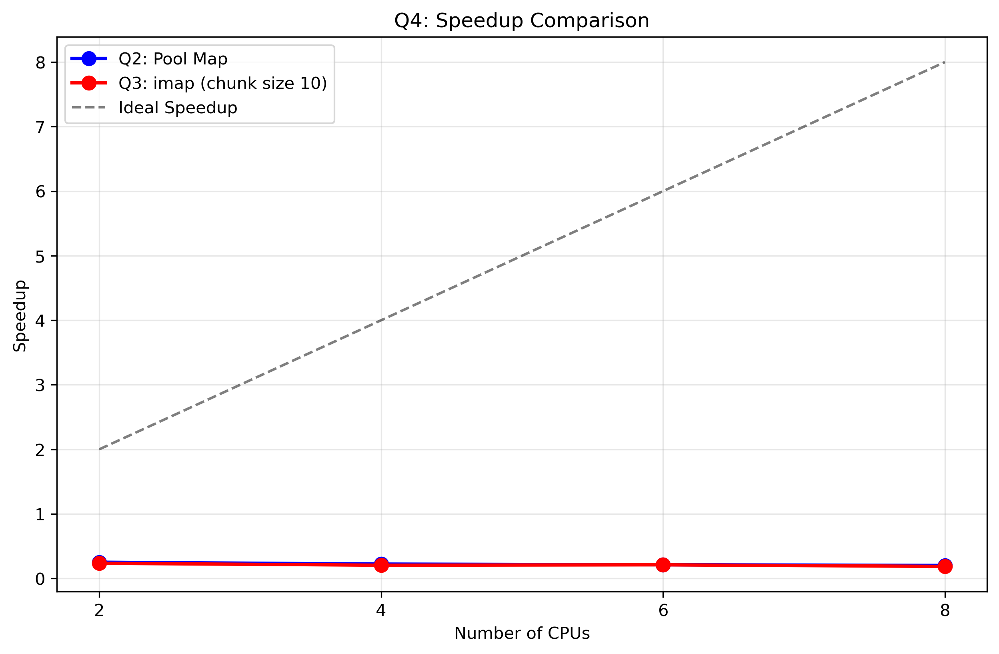 Q4: Speedup Comparison
Q2: Pool Map
Q3: imap (chunk size 10)
Ideal Speedup
8
7
6
5
4
3
2
1
0
Speedup
2 4 6 8
Number of CPUs